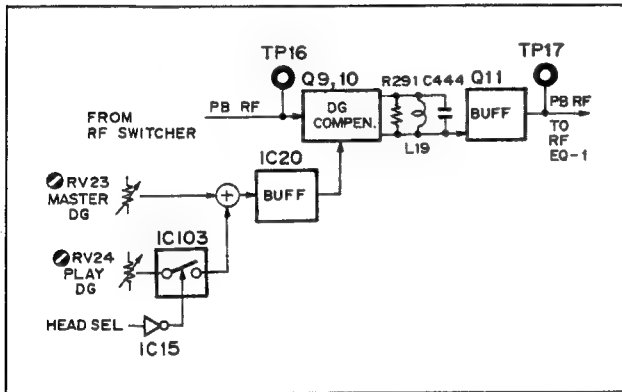 TP16
TP17
Q9,10
R291 C444
Q11
FROM
RF SWITCHER
PB RF
DG
COMPEN.
BUFF
PB RF
TO
RF
EQ-1
L19
IC20
RV23
MASTER
DG
+
BUFF
IC103
RV24
PLAY
DG
HEAD SEL
IC15